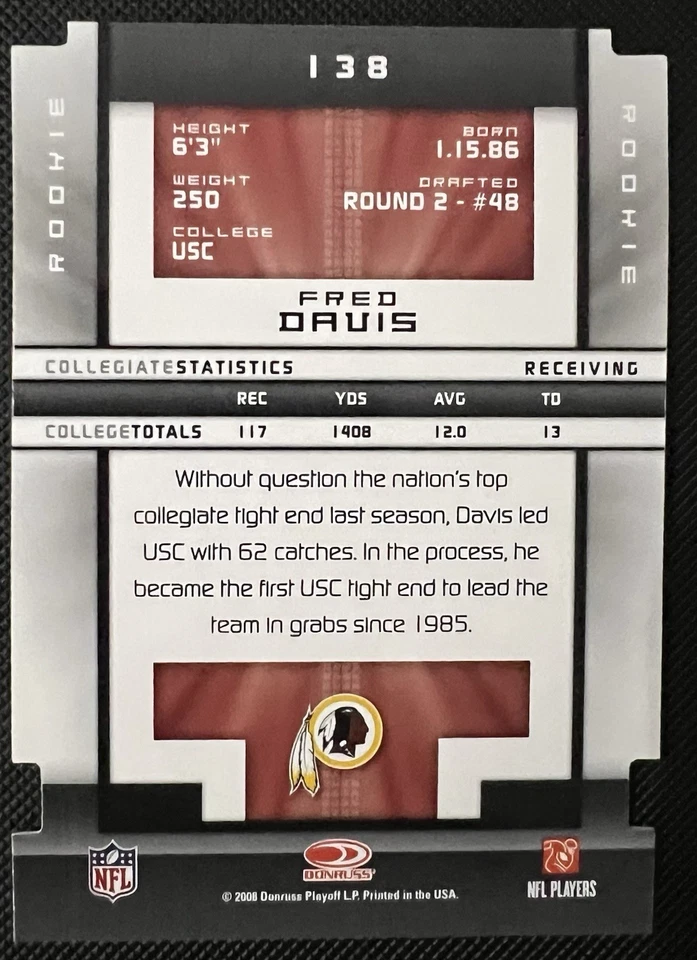 138
ROOKIE
ROOKIE
HEIGHT
6'3"
BORN
1.15.86
WEIGHT
250
DRAFTED
ROUND 2 - #48
COLLEGE
USC
FRED
DAVIS
COLLEGIATESTATISTICS RECEIVING
REC YDS AVG TD
COLLEGETOTALS 117 1408 12.0 13
Without question the nation's top
collegiate tight end last season, Davis led
USC with 62 catches. In the process, he
became the first USC tight end to lead the
team in grabs since 1985.
NFL
DONRUSS
NFL PLAYERS
© 2008 Donruss Playoff L.P. Printed in the USA.